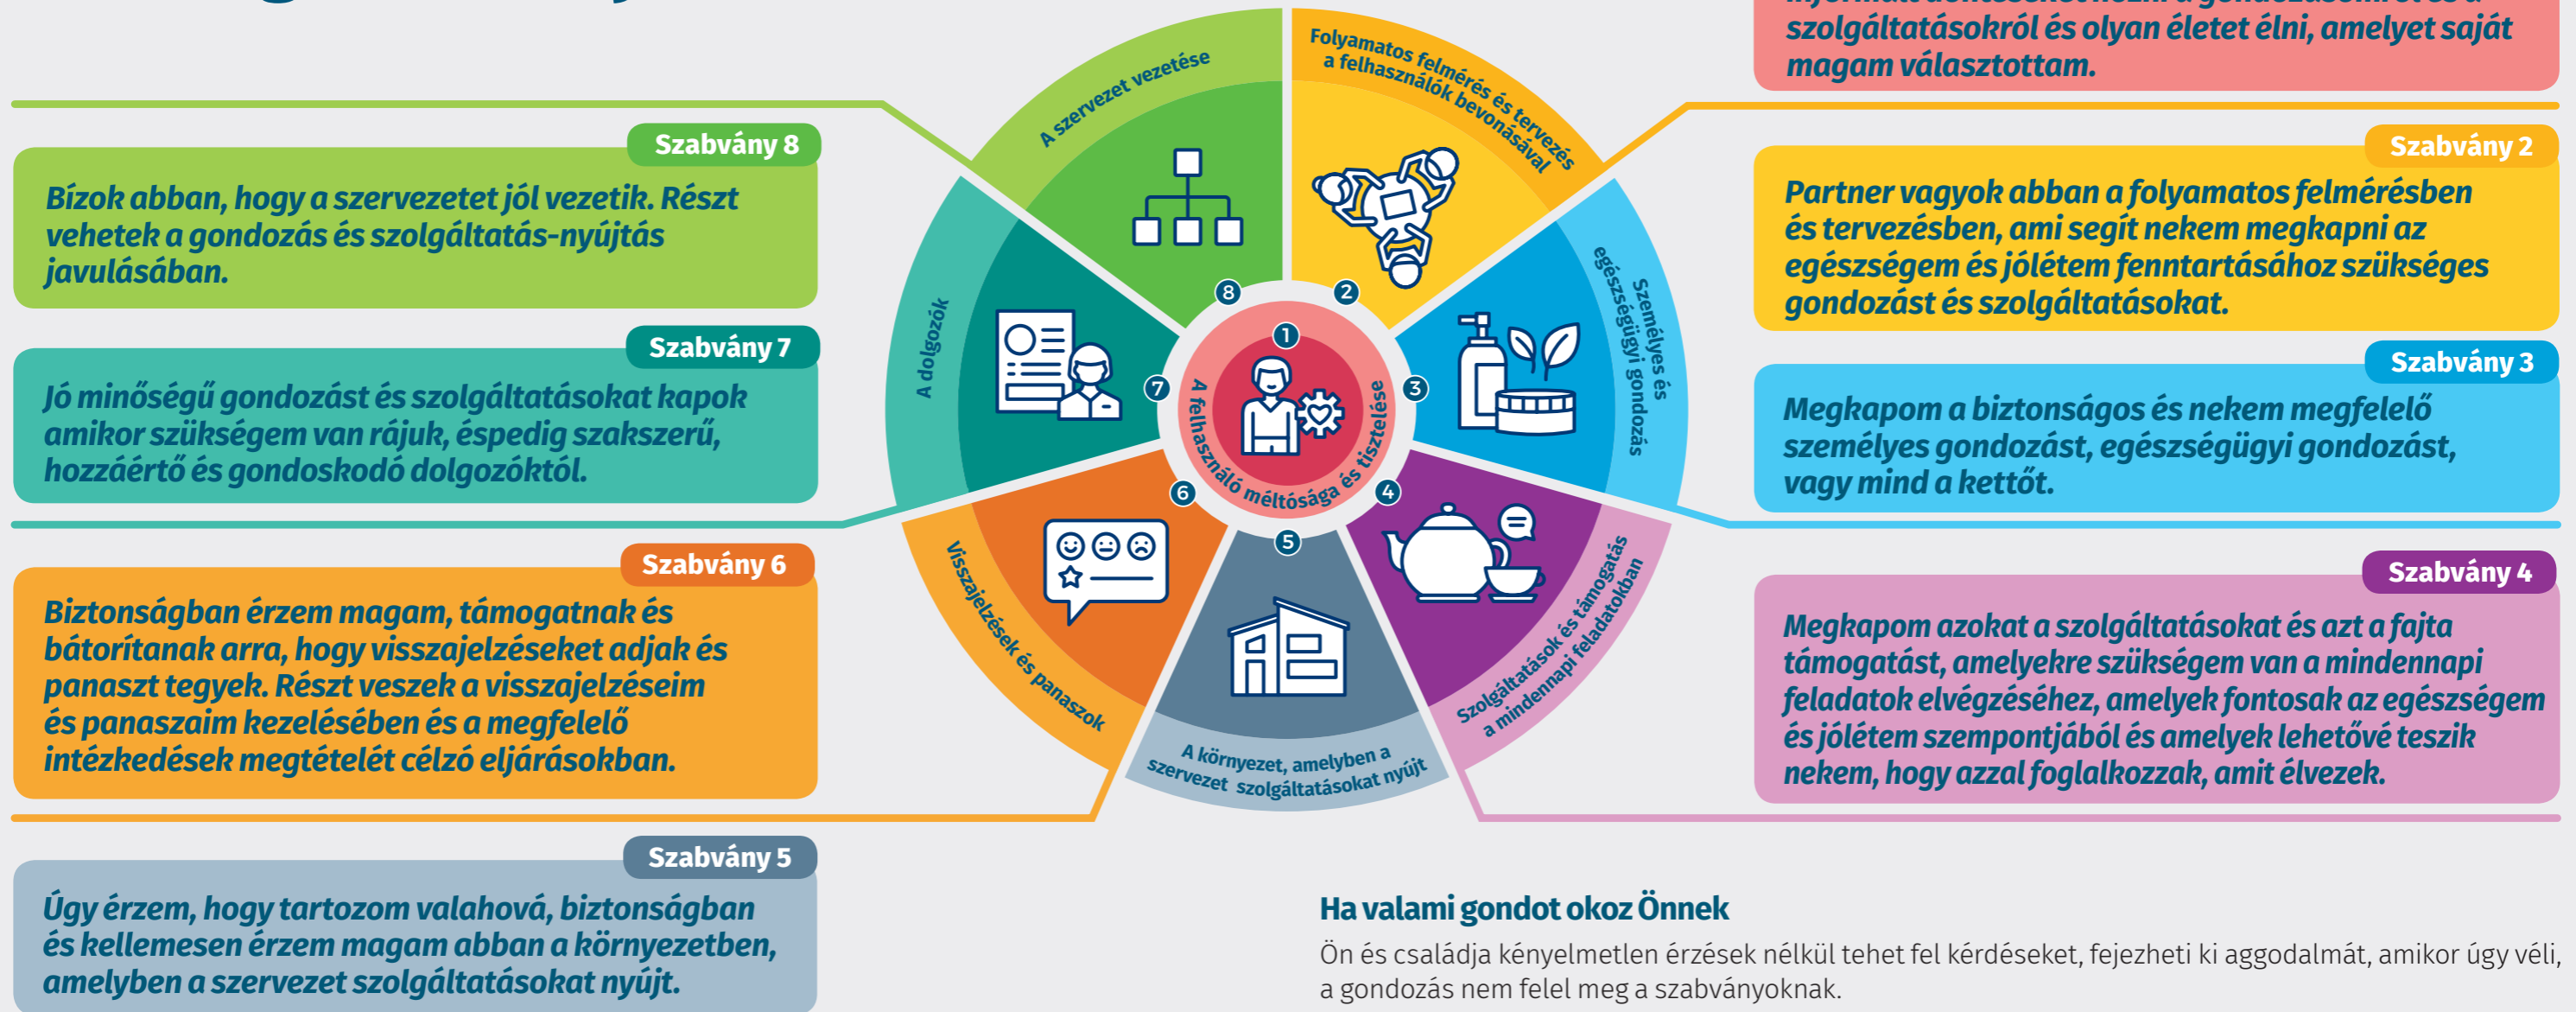 szolgáltatásokról és olyan életet élni, amelyet saját
magam választottam.
Szabvány 8
Bízok abban, hogy a szervezetet jól vezetik. Részt
vehetek a gondozás és szolgáltatás-nyújtás
javulásában.
Szabvány 7
Jó minőségű gondozást és szolgáltatásokat kapok
amikor szükségem van rájuk, éspedig szakszerű,
hozzáértő és gondoskodó dolgozóktól.
Szabvány 6
Biztonságban érzem magam, támogatnak és
bátorítanak arra, hogy visszajelzéseket adjak és
panaszt tegyek. Részt veszek a visszajelzéseim
és panaszaim kezelésében és a megfelelő
intézkedések megtételét célzó eljárásokban.
Szabvány 5
Úgy érzem, hogy tartozom valahová, biztonságban
és kellemesen érzem magam abban a környezetben,
amelyben a szervezet szolgáltatásokat nyújt.
A szervezet vezetése
Folyamatos felmérés és tervezés
a felhasználók bevonásával
Személyes és
egészségügyi gondozás
Szolgáltatások és támogatás
a mindennapi feladatokban
A környezet, amelyben a
szervezet szolgáltatásokat nyújt
Visszajelzések és panaszok
A dolgozók
A felhasználó méltósága és tisztelése
1
2
3
4
5
6
7
8
Szabvány 2
Partner vagyok abban a folyamatos felmérésben
és tervezésben, ami segít nekem megkapni az
egészségem és jólétem fenntartásához szükséges
gondozást és szolgáltatásokat.
Szabvány 3
Megkapom a biztonságos és nekem megfelelő
személyes gondozást, egészségügyi gondozást,
vagy mind a kettőt.
Szabvány 4
Megkapom azokat a szolgáltatásokat és azt a fajta
támogatást, amelyekre szükségem van a mindennapi
feladatok elvégzéséhez, amelyek fontosak az egészségem
és jólétem szempontjából és amelyek lehetővé teszik
nekem, hogy azzal foglalkozzak, amit élvezek.
Ha valami gondot okoz Önnek
Ön és családja kényelmetlen érzések nélkül tehet fel kérdéseket, fejezheti ki aggodalmát, amikor úgy véli,
a gondozás nem felel meg a szabványoknak.